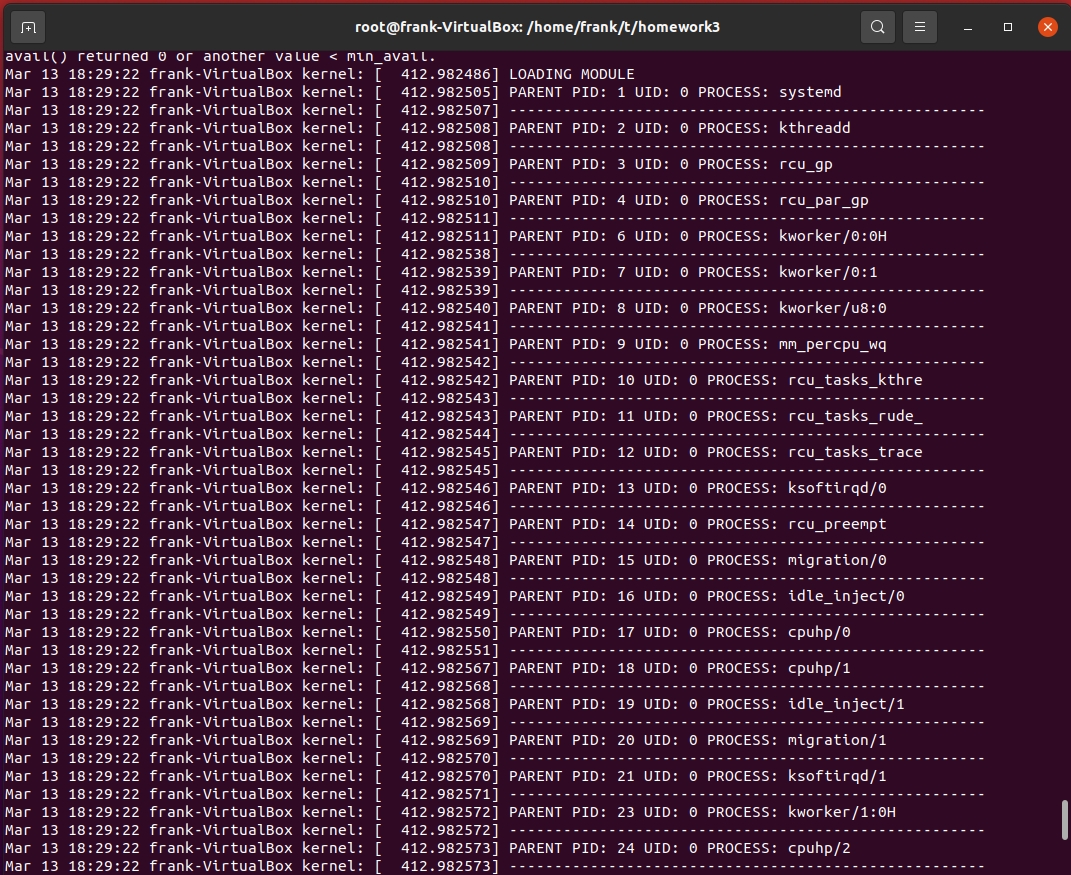 root@frank-VirtualBox: /home/frank/t/homework3
avail() returned 0 or another value < min_avail.
Mar 13 18:29:22 frank-VirtualBox kernel: [  412.982486] LOADING MODULE
Mar 13 18:29:22 frank-VirtualBox kernel: [  412.982505] PARENT PID: 1 UID: 0 PROCESS: systemd
Mar 13 18:29:22 frank-VirtualBox kernel: [  412.982507] -----------------------------------------------------
Mar 13 18:29:22 frank-VirtualBox kernel: [  412.982508] PARENT PID: 2 UID: 0 PROCESS: kthreadd
Mar 13 18:29:22 frank-VirtualBox kernel: [  412.982508] -----------------------------------------------------
Mar 13 18:29:22 frank-VirtualBox kernel: [  412.982509] PARENT PID: 3 UID: 0 PROCESS: rcu_gp
Mar 13 18:29:22 frank-VirtualBox kernel: [  412.982510] -----------------------------------------------------
Mar 13 18:29:22 frank-VirtualBox kernel: [  412.982510] PARENT PID: 4 UID: 0 PROCESS: rcu_par_gp
Mar 13 18:29:22 frank-VirtualBox kernel: [  412.982511] -----------------------------------------------------
Mar 13 18:29:22 frank-VirtualBox kernel: [  412.982511] PARENT PID: 6 UID: 0 PROCESS: kworker/0:0H
Mar 13 18:29:22 frank-VirtualBox kernel: [  412.982538] -----------------------------------------------------
Mar 13 18:29:22 frank-VirtualBox kernel: [  412.982539] PARENT PID: 7 UID: 0 PROCESS: kworker/0:1
Mar 13 18:29:22 frank-VirtualBox kernel: [  412.982539] -----------------------------------------------------
Mar 13 18:29:22 frank-VirtualBox kernel: [  412.982540] PARENT PID: 8 UID: 0 PROCESS: kworker/u8:0
Mar 13 18:29:22 frank-VirtualBox kernel: [  412.982541] -----------------------------------------------------
Mar 13 18:29:22 frank-VirtualBox kernel: [  412.982541] PARENT PID: 9 UID: 0 PROCESS: mm_percpu_wq
Mar 13 18:29:22 frank-VirtualBox kernel: [  412.982542] -----------------------------------------------------
Mar 13 18:29:22 frank-VirtualBox kernel: [  412.982542] PARENT PID: 10 UID: 0 PROCESS: rcu_tasks_kthre
Mar 13 18:29:22 frank-VirtualBox kernel: [  412.982543] -----------------------------------------------------
Mar 13 18:29:22 frank-VirtualBox kernel: [  412.982543] PARENT PID: 11 UID: 0 PROCESS: rcu_tasks_rude_
Mar 13 18:29:22 frank-VirtualBox kernel: [  412.982544] -----------------------------------------------------
Mar 13 18:29:22 frank-VirtualBox kernel: [  412.982545] PARENT PID: 12 UID: 0 PROCESS: rcu_tasks_trace
Mar 13 18:29:22 frank-VirtualBox kernel: [  412.982545] -----------------------------------------------------
Mar 13 18:29:22 frank-VirtualBox kernel: [  412.982546] PARENT PID: 13 UID: 0 PROCESS: ksoftirqd/0
Mar 13 18:29:22 frank-VirtualBox kernel: [  412.982546] -----------------------------------------------------
Mar 13 18:29:22 frank-VirtualBox kernel: [  412.982547] PARENT PID: 14 UID: 0 PROCESS: rcu_preempt
Mar 13 18:29:22 frank-VirtualBox kernel: [  412.982547] -----------------------------------------------------
Mar 13 18:29:22 frank-VirtualBox kernel: [  412.982548] PARENT PID: 15 UID: 0 PROCESS: migration/0
Mar 13 18:29:22 frank-VirtualBox kernel: [  412.982548] -----------------------------------------------------
Mar 13 18:29:22 frank-VirtualBox kernel: [  412.982549] PARENT PID: 16 UID: 0 PROCESS: idle_inject/0
Mar 13 18:29:22 frank-VirtualBox kernel: [  412.982549] -----------------------------------------------------
Mar 13 18:29:22 frank-VirtualBox kernel: [  412.982550] PARENT PID: 17 UID: 0 PROCESS: cpuhp/0
Mar 13 18:29:22 frank-VirtualBox kernel: [  412.982551] -----------------------------------------------------
Mar 13 18:29:22 frank-VirtualBox kernel: [  412.982567] PARENT PID: 18 UID: 0 PROCESS: cpuhp/1
Mar 13 18:29:22 frank-VirtualBox kernel: [  412.982568] -----------------------------------------------------
Mar 13 18:29:22 frank-VirtualBox kernel: [  412.982568] PARENT PID: 19 UID: 0 PROCESS: idle_inject/1
Mar 13 18:29:22 frank-VirtualBox kernel: [  412.982569] -----------------------------------------------------
Mar 13 18:29:22 frank-VirtualBox kernel: [  412.982569] PARENT PID: 20 UID: 0 PROCESS: migration/1
Mar 13 18:29:22 frank-VirtualBox kernel: [  412.982570] -----------------------------------------------------
Mar 13 18:29:22 frank-VirtualBox kernel: [  412.982570] PARENT PID: 21 UID: 0 PROCESS: ksoftirqd/1
Mar 13 18:29:22 frank-VirtualBox kernel: [  412.982571] -----------------------------------------------------
Mar 13 18:29:22 frank-VirtualBox kernel: [  412.982572] PARENT PID: 23 UID: 0 PROCESS: kworker/1:0H
Mar 13 18:29:22 frank-VirtualBox kernel: [  412.982572] -----------------------------------------------------
Mar 13 18:29:22 frank-VirtualBox kernel: [  412.982573] PARENT PID: 24 UID: 0 PROCESS: cpuhp/2
Mar 13 18:29:22 frank-VirtualBox kernel: [  412.982573] -----------------------------------------------------